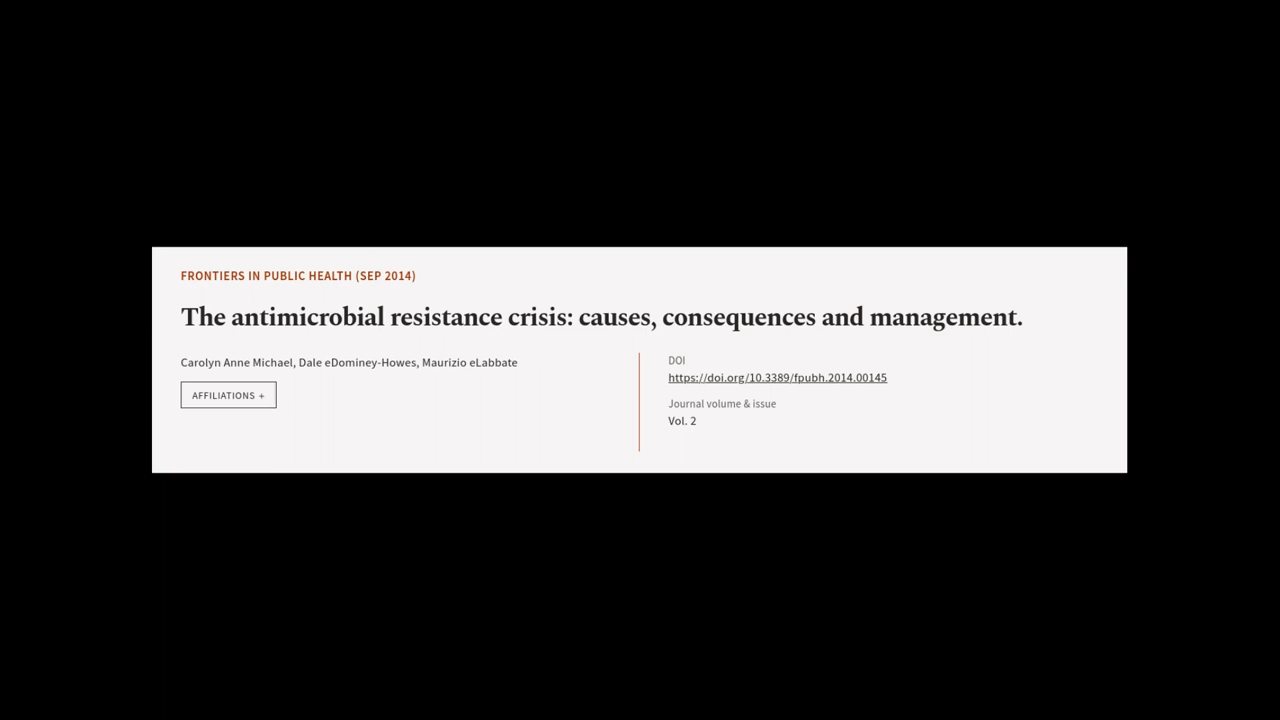 FRONTIERS IN PUBLIC HEALTH (SEP 2014)
The antimicrobial resistance crisis: causes, consequences and management.
Carolyn Anne Michael, Dale eDominey-Howes, Maurizio eLabbate
AFFILIATIONS +
DOI
https://doi.org/10.3389/fpubh.2014.00145
Journal volume & issue
Vol. 2